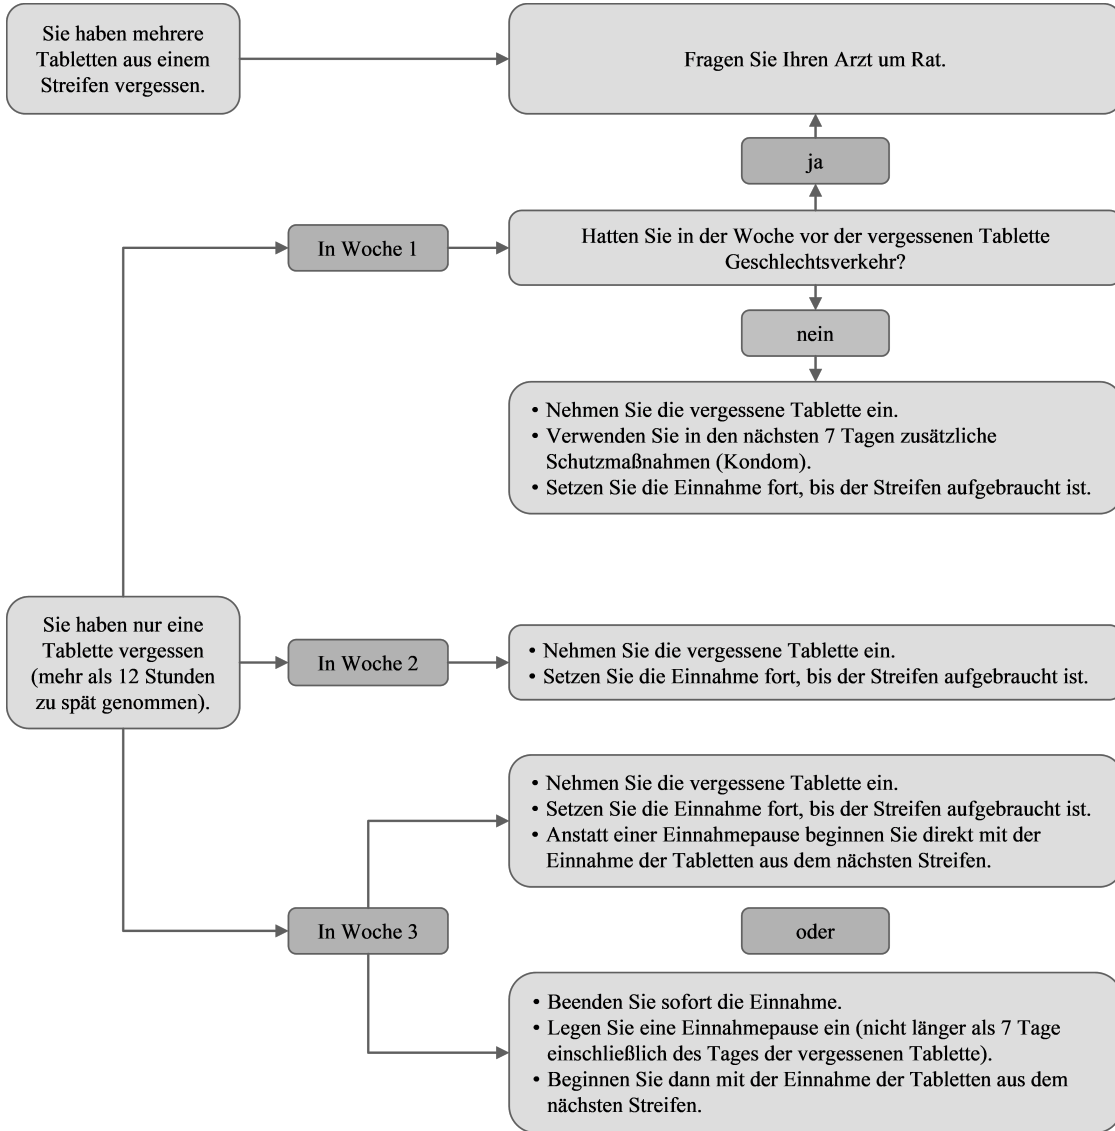 Sie haben mehrere
Tabletten aus einem
Streifen vergessen.
Fragen Sie Ihren Arzt um Rat.
ja
In Woche 1
Hatten Sie in der Woche vor der vergessenen Tablette
Geschlechtsverkehr?
nein
• Nehmen Sie die vergessene Tablette ein.
• Verwenden Sie in den nächsten 7 Tagen zusätzliche
Schutzmaßnahmen (Kondom).
• Setzen Sie die Einnahme fort, bis der Streifen aufgebraucht ist.
Sie haben nur eine
Tablette vergessen
(mehr als 12 Stunden
zu spät genommen).
In Woche 2
• Nehmen Sie die vergessene Tablette ein.
• Setzen Sie die Einnahme fort, bis der Streifen aufgebraucht ist.
In Woche 3
• Nehmen Sie die vergessene Tablette ein.
• Setzen Sie die Einnahme fort, bis der Streifen aufgebraucht ist.
• Anstatt einer Einnahmepause beginnen Sie direkt mit der
Einnahme der Tabletten aus dem nächsten Streifen.
oder
• Beenden Sie sofort die Einnahme.
• Legen Sie eine Einnahmepause ein (nicht länger als 7 Tage
einschließlich des Tages der vergessenen Tablette).
• Beginnen Sie dann mit der Einnahme der Tabletten aus dem
nächsten Streifen.